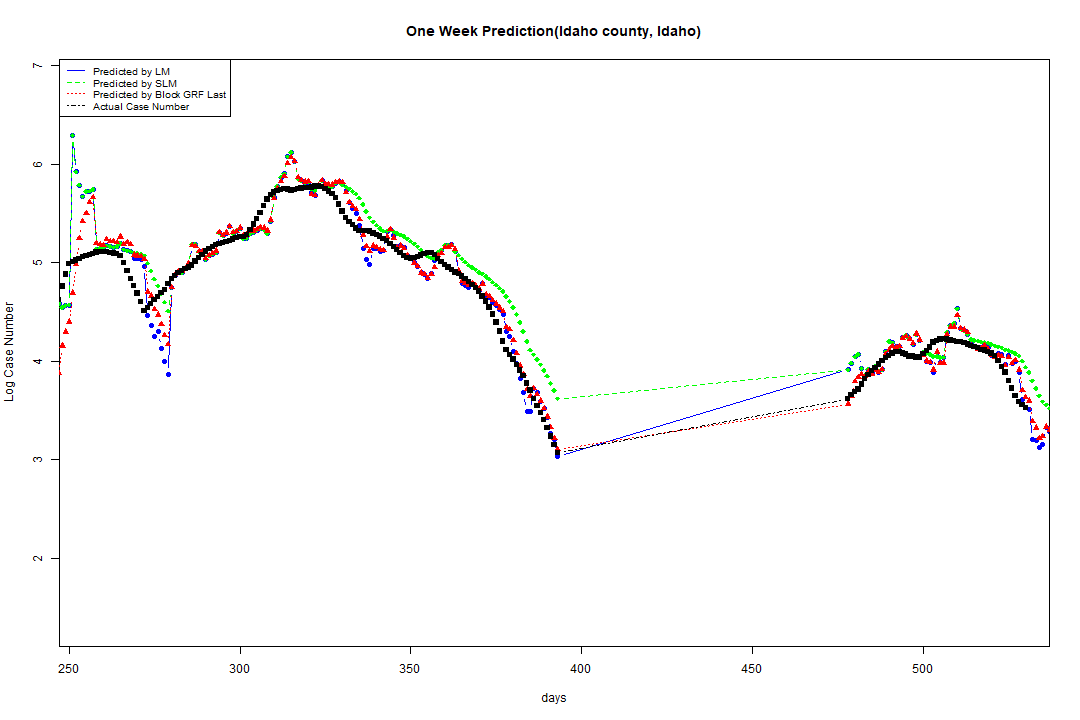 One Week Prediction(Idaho county, Idaho)
Predicted by LM
Predicted by SLM
Predicted by Block GRF Last
Actual Case Number
7
6
5
4
3
2
Log Case Number
250 300 350 400 450 500
days